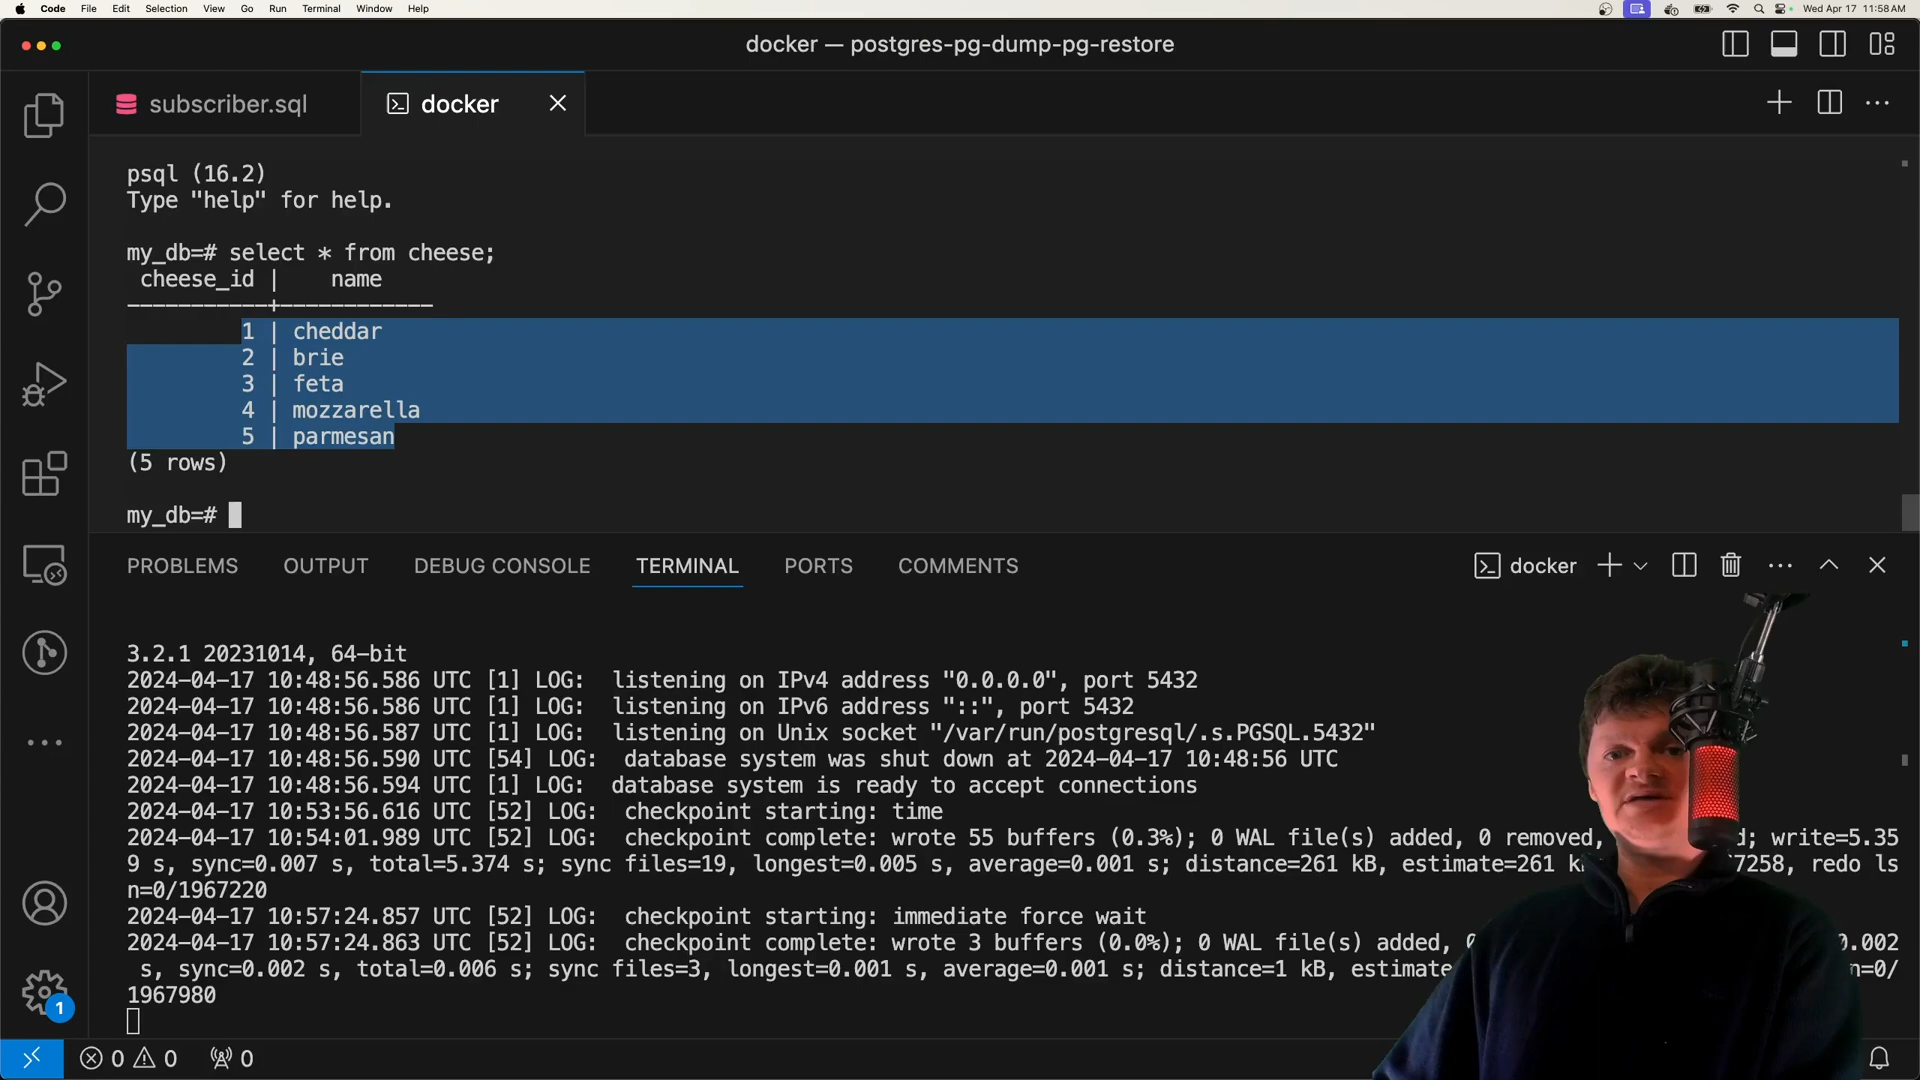 Code File Edit Selection View Go Run Terminal Window Help
Wed Apr 17 11:58 AM
docker — postgres-pg-dump-pg-restore
subscriber.sql
docker
psql (16.2)
Type "help" for help.
my_db=# select * from cheese;
cheese_id | name
-----------+------------
1 | cheddar
2 | brie
3 | feta
4 | mozzarella
5 | parmesan
(5 rows)
my_db=#
PROBLEMS OUTPUT DEBUG CONSOLE TERMINAL PORTS COMMENTS
docker
3.2.1 20231014, 64-bit
2024-04-17 10:48:56.586 UTC [1] LOG:  listening on IPv4 address "0.0.0.0", port 5432
2024-04-17 10:48:56.586 UTC [1] LOG:  listening on IPv6 address "::", port 5432
2024-04-17 10:48:56.587 UTC [1] LOG:  listening on Unix socket "/var/run/postgresql/.s.PGSQL.5432"
2024-04-17 10:48:56.590 UTC [54] LOG:  database system was shut down at 2024-04-17 10:48:56 UTC
2024-04-17 10:48:56.594 UTC [1] LOG:  database system is ready to accept connections
2024-04-17 10:53:56.616 UTC [52] LOG:  checkpoint starting: time
2024-04-17 10:54:01.989 UTC [52] LOG:  checkpoint complete: wrote 55 buffers (0.3%); 0 WAL file(s) added, 0 removed, d; write=5.35
9 s, sync=0.007 s, total=5.374 s; sync files=19, longest=0.005 s, average=0.001 s; distance=261 kB, estimate=261 k 7258, redo ls
n=0/1967220
2024-04-17 10:57:24.857 UTC [52] LOG:  checkpoint starting: immediate force wait
2024-04-17 10:57:24.863 UTC [52] LOG:  checkpoint complete: wrote 3 buffers (0.0%); 0 WAL file(s) added, 0.002
s, sync=0.002 s, total=0.006 s; sync files=3, longest=0.001 s, average=0.001 s; distance=1 kB, estimate n=0/
1967980
1
0 0 0